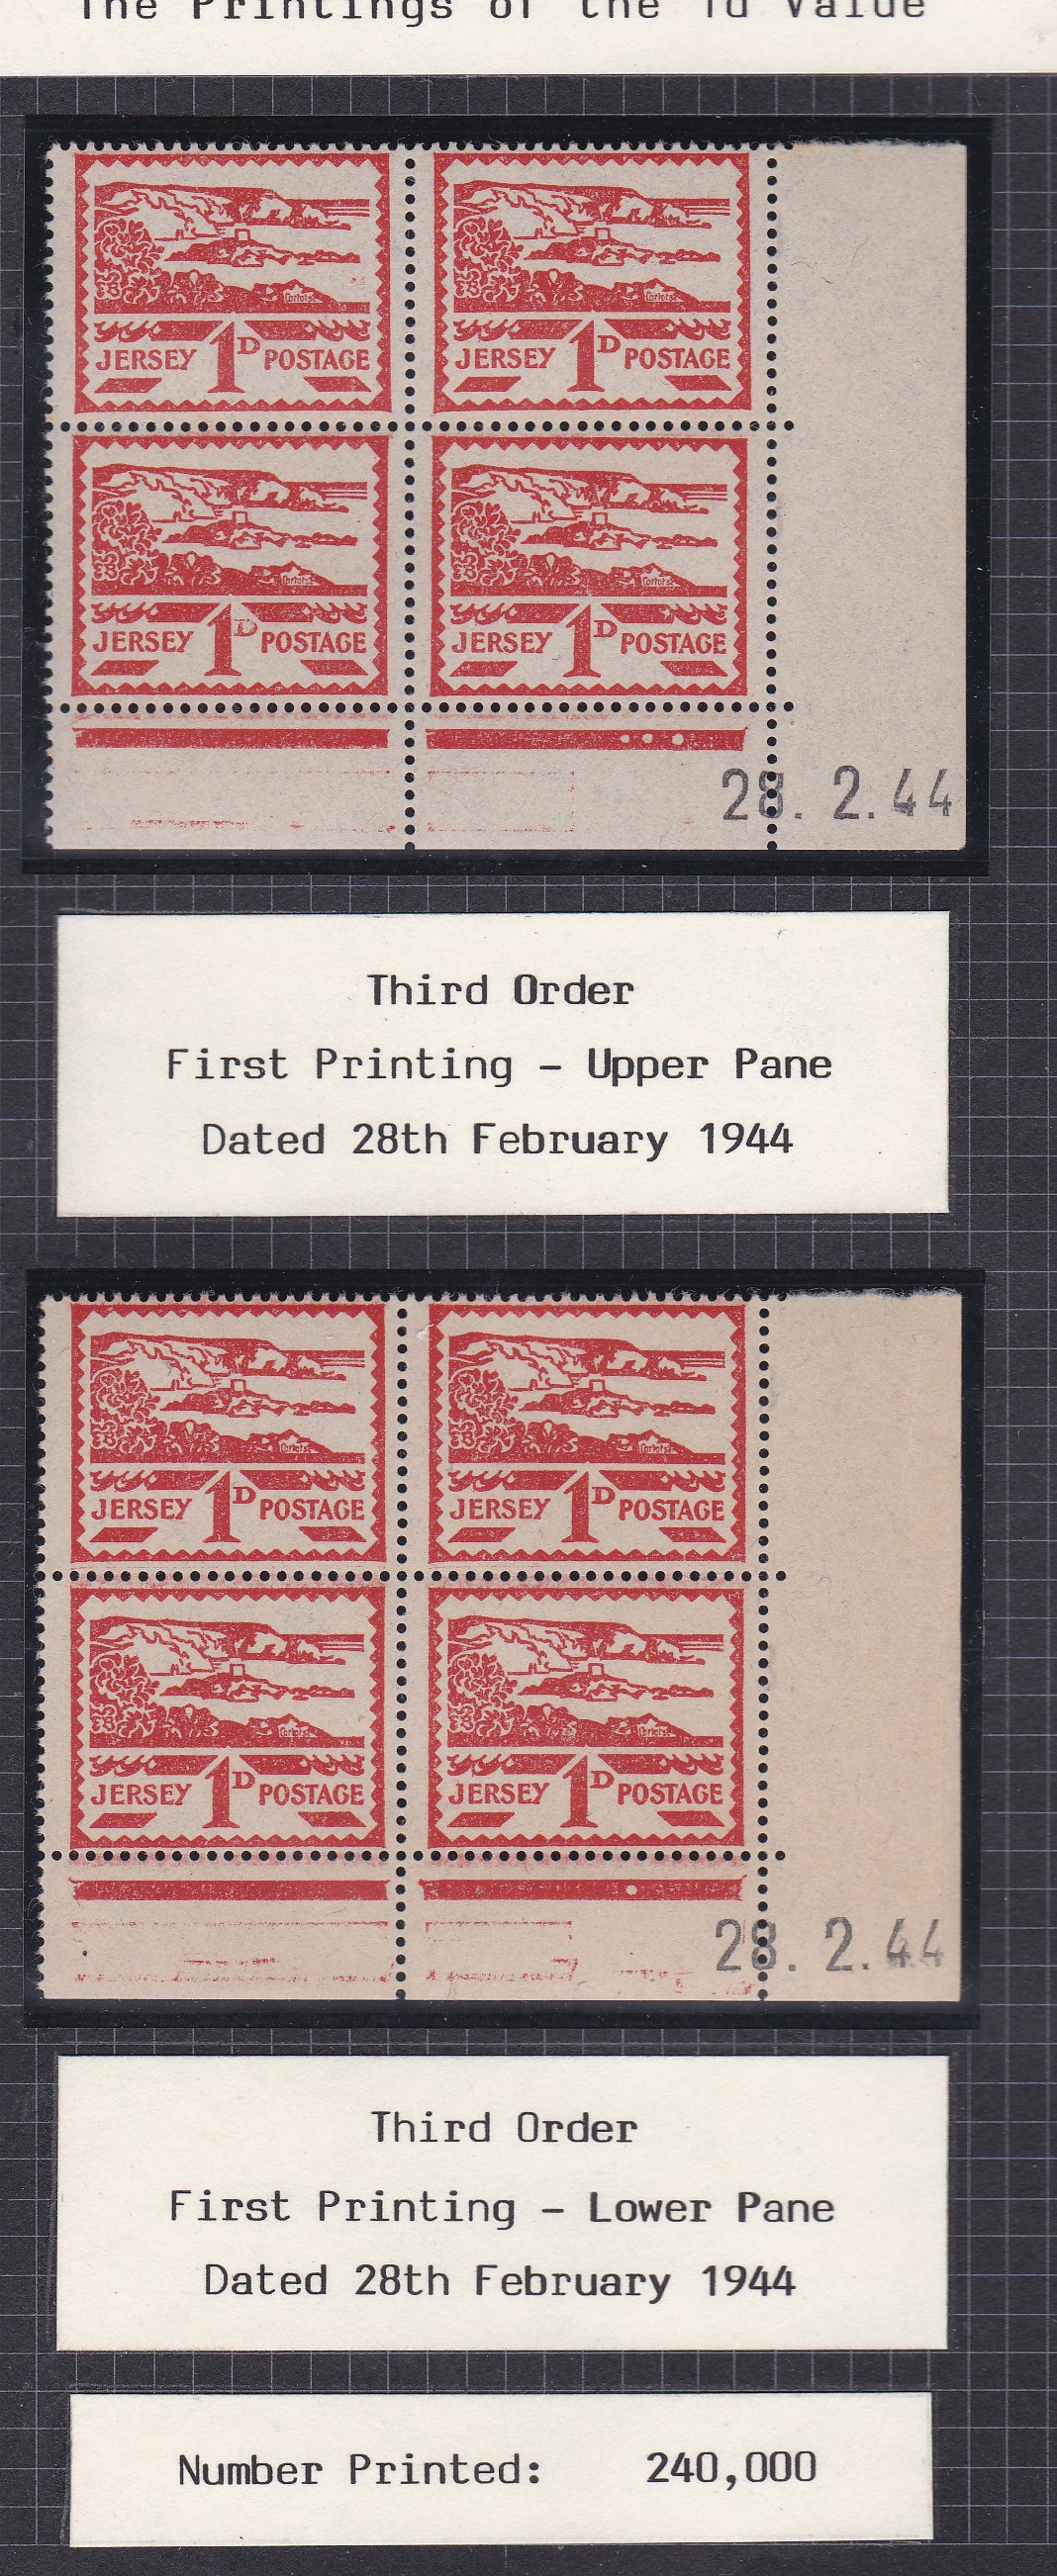 The Printings of the 1d Value
JERSEY 1D POSTAGE JERSEY 1D POSTAGE
JERSEY 1D POSTAGE JERSEY 1D POSTAGE
28. 2.44
Third Order
First Printing - Upper Pane
Dated 28th February 1944
JERSEY 1D POSTAGE JERSEY 1D POSTAGE
JERSEY 1D POSTAGE JERSEY 1D POSTAGE
28. 2.44
Third Order
First Printing - Lower Pane
Dated 28th February 1944
Number Printed: 240,000